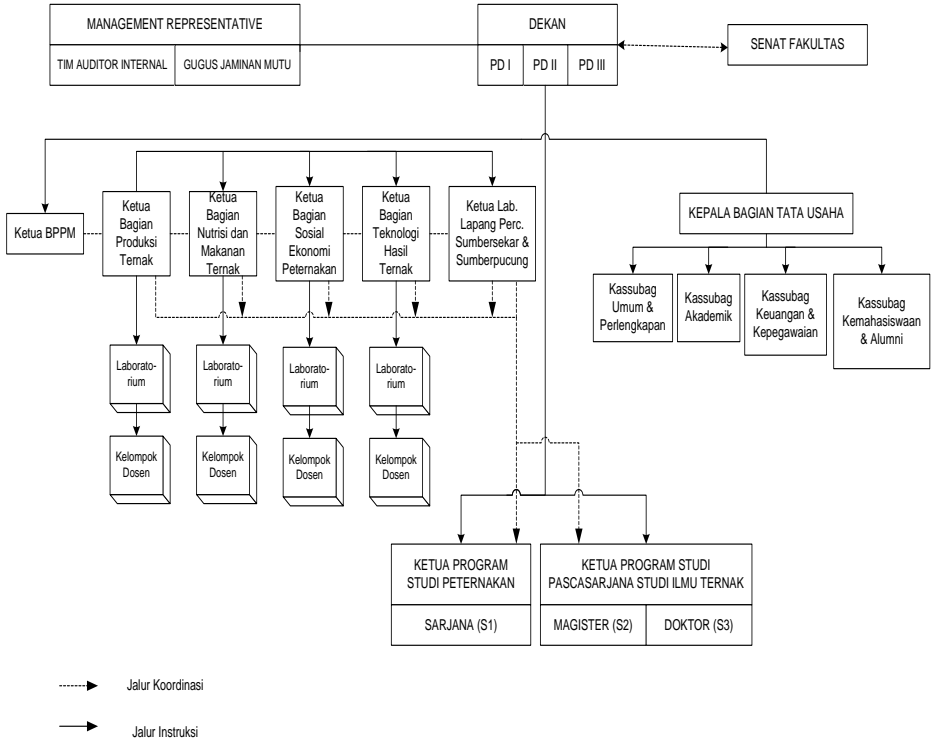 MANAGEMENT REPRESENTATIVE
TIM AUDITOR INTERNAL
GUGUS JAMINAN MUTU
DEKAN
PD I
PD II
PD III
SENAT FAKULTAS
Ketua BPPM
Ketua
Bagian
Produksi
Ternak
Ketua
Bagian
Nutrisi dan
Makanan
Ternak
Ketua
Bagian
Sosial
Ekonomi
Peternakan
Ketua
Bagian
Teknologi
Hasil
Ternak
Ketua Lab.
Lapang Perc.
Sumbersekar &
Sumberpucung
KEPALA BAGIAN TATA USAHA
Kassubag
Umum &
Perlengkapan
Kassubag
Akademik
Kassubag
Keuangan &
Kepegawaian
Kassubag
Kemahasiswaan
& Alumni
Laborato-
rium
Laborato-
rium
Laborato-
rium
Laborato-
rium
Kelompok
Dosen
Kelompok
Dosen
Kelompok
Dosen
Kelompok
Dosen
KETUA PROGRAM
STUDI PETERNAKAN
SARJANA (S1)
KETUA PROGRAM STUDI
PASCASARJANA STUDI ILMU TERNAK
MAGISTER (S2)
DOKTOR (S3)
Jalur Koordinasi
Jalur Instruksi